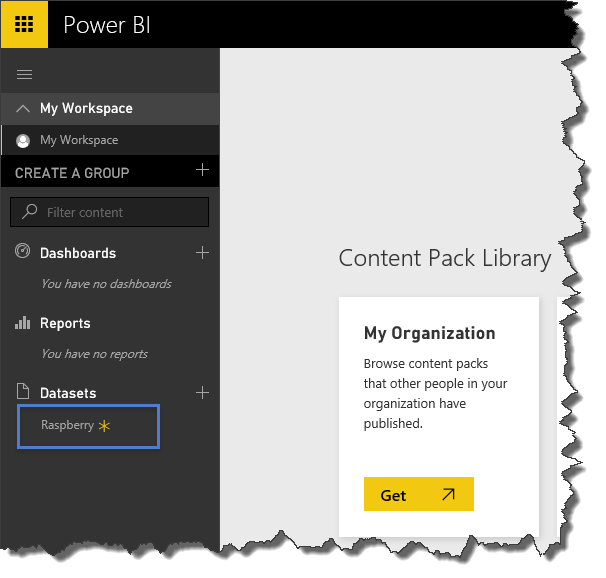 Power BI
My Workspace
My Workspace
CREATE A GROUP
Filter content
Dashboards
You have no dashboards
Reports
You have no reports
Datasets
Raspberry
Content Pack Library
My Organization
Browse content packs
that other people in your
organization have
published.
Get